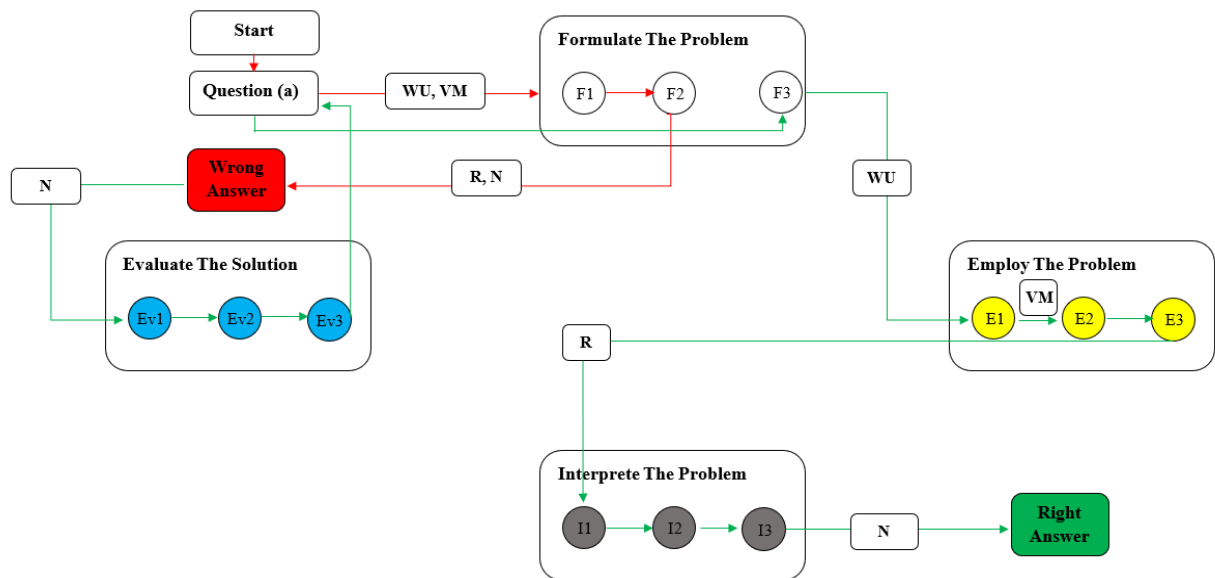 Start
Formulate The Problem
Question (a)
WU, VM
F1
F2
F3
Wrong
Answer
R, N
N
WU
Evaluate The Solution
Ev1
Ev2
Ev3
Employ The Problem
VM
E1
E2
E3
R
Interprete The Problem
I1
I2
I3
N
Right
Answer